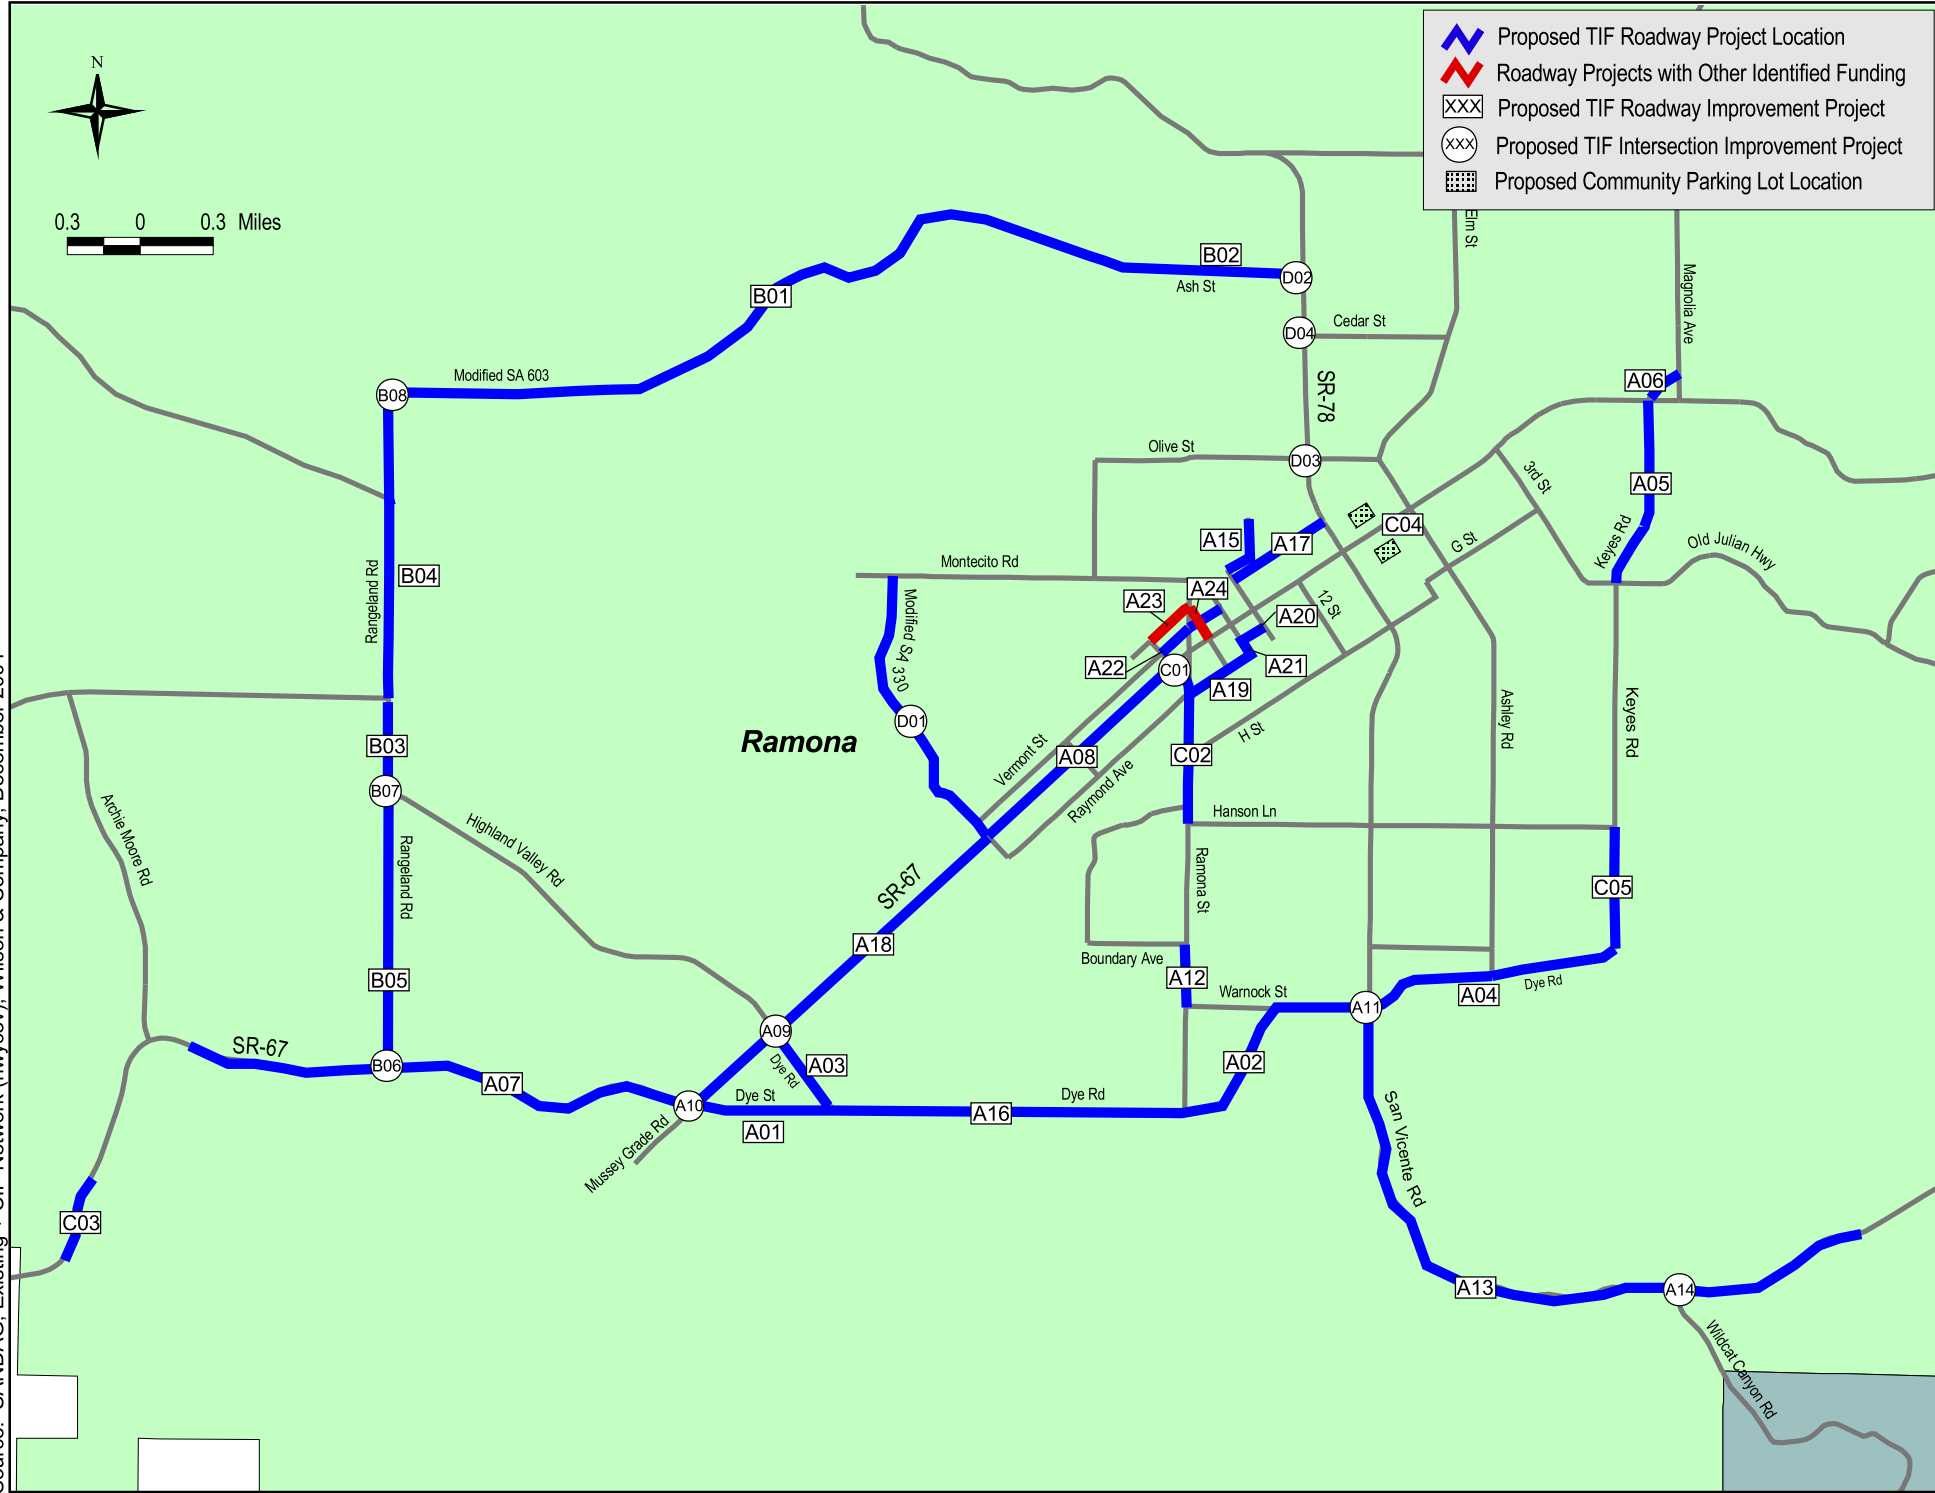 Proposed TIF Roadway Project Location
Roadway Projects with Other Identified Funding
XXX Proposed TIF Roadway Improvement Project
XXX Proposed TIF Intersection Improvement Project
Proposed Community Parking Lot Location
N
0.3 0 0.3 Miles
Elm St
Magnolia Ave
B02
Ash St
D02
B01
D04
Cedar St
SR-78
Modified SA 603
B08
A06
Olive St
D03
3rd St
A05
C04
A15
A17
G St
Keyes Rd
Old Julian Hwy
Montecito Rd
Rangeland Rd
B04
Modified SA 330
A24
A23
12 St
A20
A22
C01
A21
A19
D01
Ramona
H St
Ashley Rd
Keyes Rd
B03
Vermont St
A08
C02
B07
Raymond Ave
Archie Moore Rd
Highland Valley Rd
Hanson Ln
Rangeland Rd
SR-67
Ramona St
C05
A18
Boundary Ave
B05
A12
Warnock St
A04
Dye Rd
A11
A09
SR-67
B06
A03
Dye Rd
A02
A07
Dye St
Dye Rd
A10
A16
A01
Mussey Grade Rd
San Vicente Rd
C03
A13
A14
Wildcat Canyon Rd